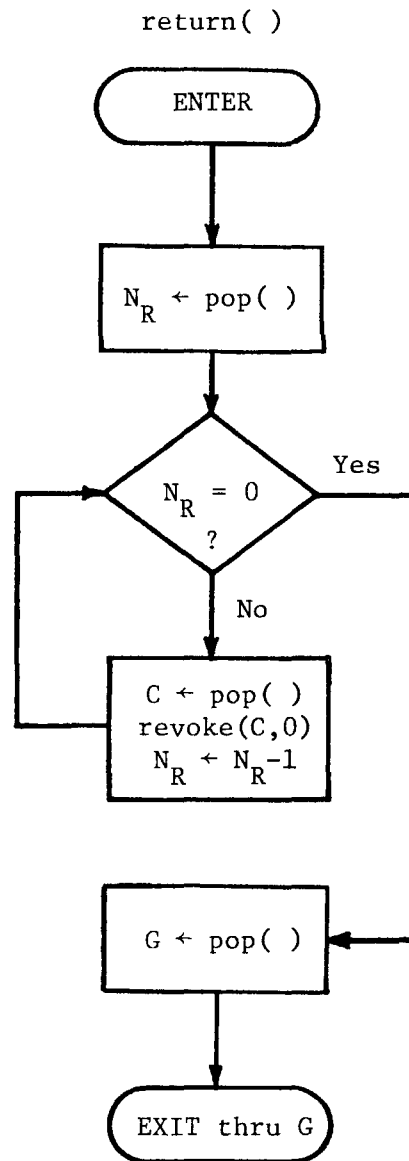 return( )
ENTER
N_R ← pop( )
N_R = 0
?
Yes
No
C ← pop( )
revoke(C,0)
N_R ← N_R-1
G ← pop( )
EXIT thru G